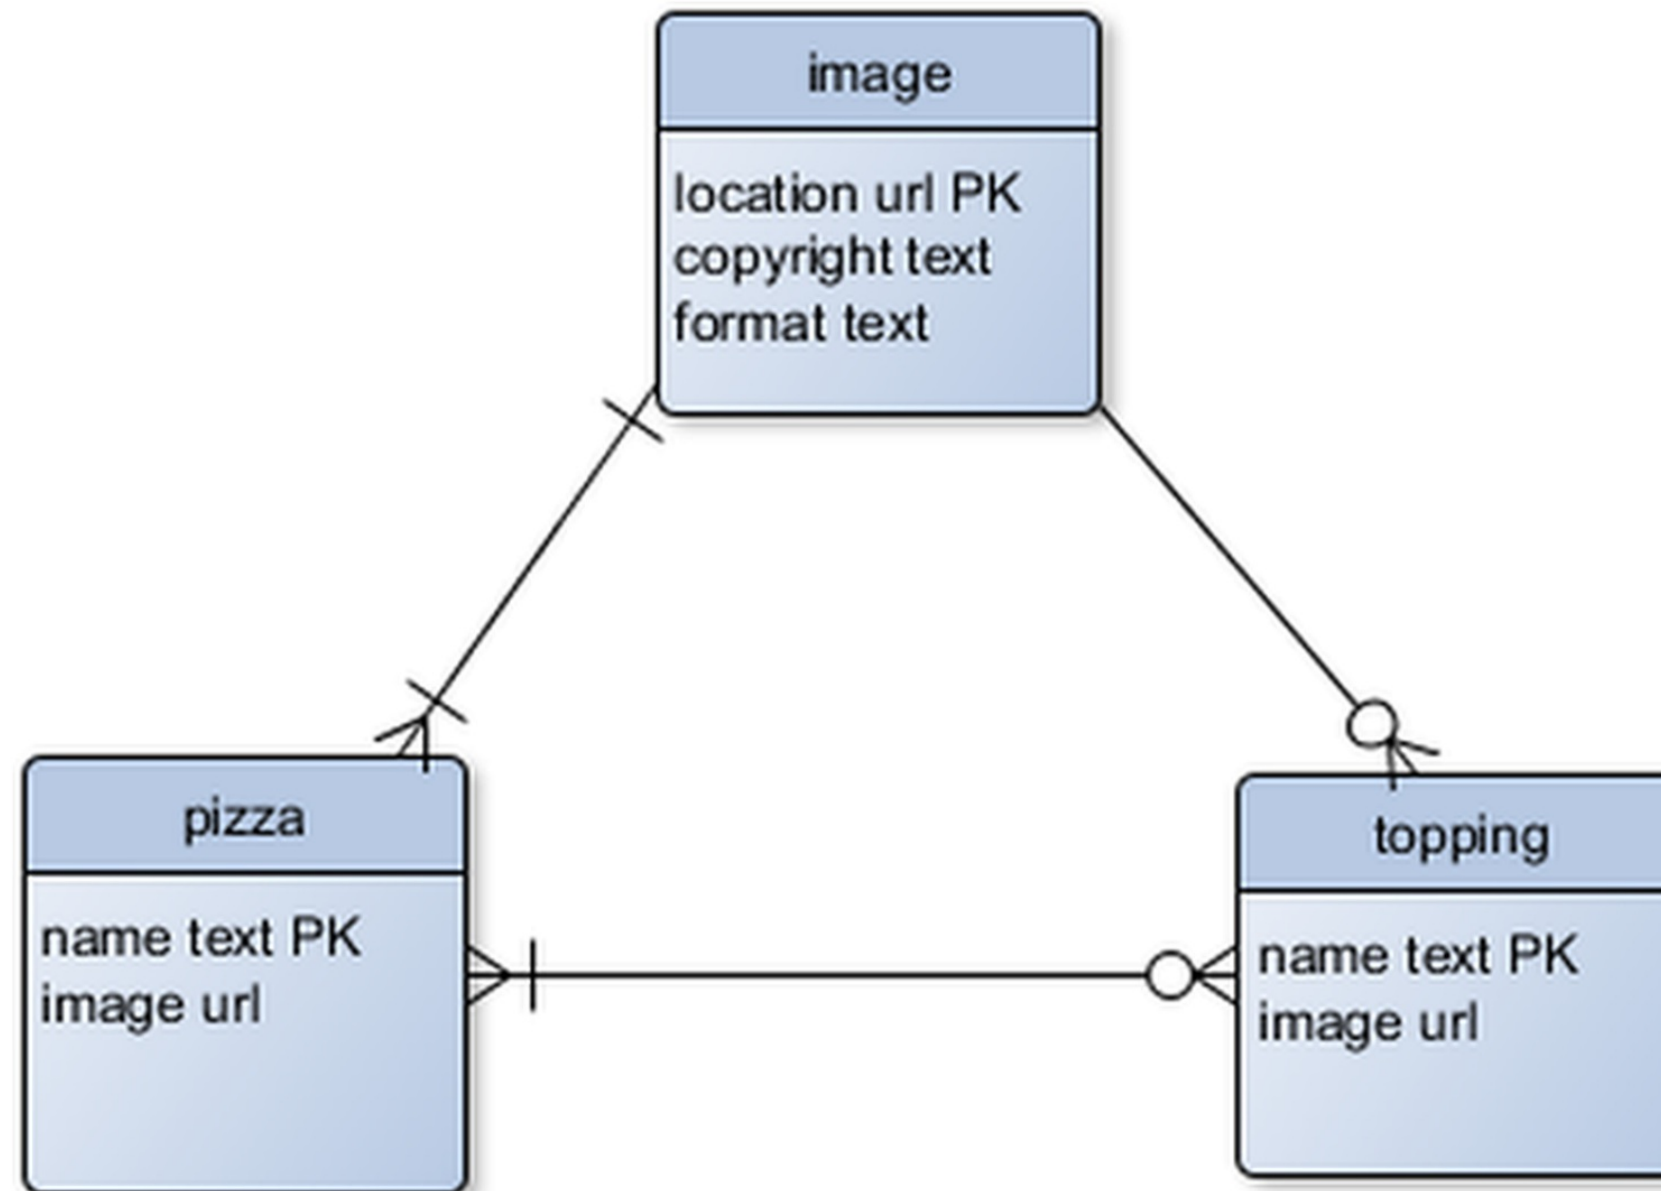 image
location url PK
copyright text
format text
pizza
name text PK
image url
topping
name text PK
image url